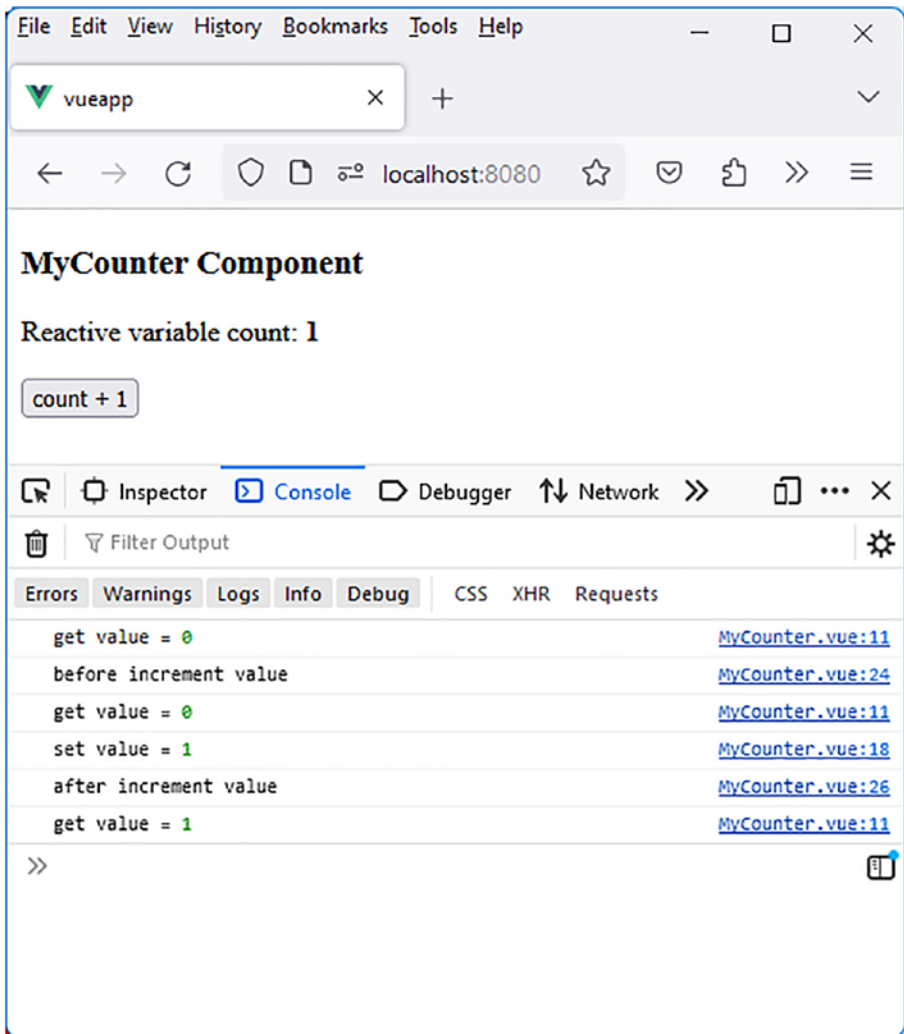 File Edit View History Bookmarks Tools Help
vueapp
localhost:8080
MyCounter Component
Reactive variable count: 1
count + 1
Inspector Console Debugger Network
Filter Output
Errors Warnings Logs Info Debug CSS XHR Requests
get value = 0 MyCounter.vue:11
before increment value MyCounter.vue:24
get value = 0 MyCounter.vue:11
set value = 1 MyCounter.vue:18
after increment value MyCounter.vue:26
get value = 1 MyCounter.vue:11